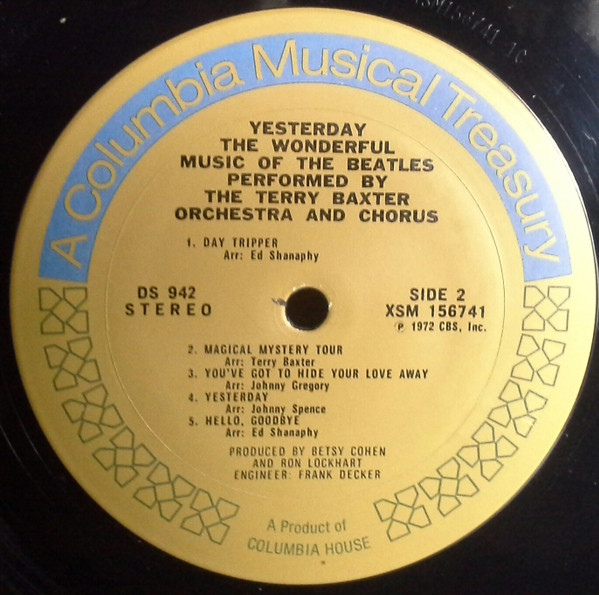 A Columbia Musical Treasury
YESTERDAY
THE WONDERFUL
MUSIC OF THE BEATLES
PERFORMED BY
THE TERRY BAXTER
ORCHESTRA AND CHORUS
1. DAY TRIPPER
Arr: Ed Shanaphy
DS 942
STEREO
SIDE 2
XSM 156741
℗ 1972 CBS, Inc.
2. MAGICAL MYSTERY TOUR
Arr: Terry Baxter
3. YOU'VE GOT TO HIDE YOUR LOVE AWAY
Arr: Johnny Gregory
4. YESTERDAY
Arr: Johnny Spence
5. HELLO, GOODBYE
Arr: Ed Shanaphy
PRODUCED BY BETSY COHEN
AND RON LOCKHART
ENGINEER: FRANK DECKER
A Product of
COLUMBIA HOUSE